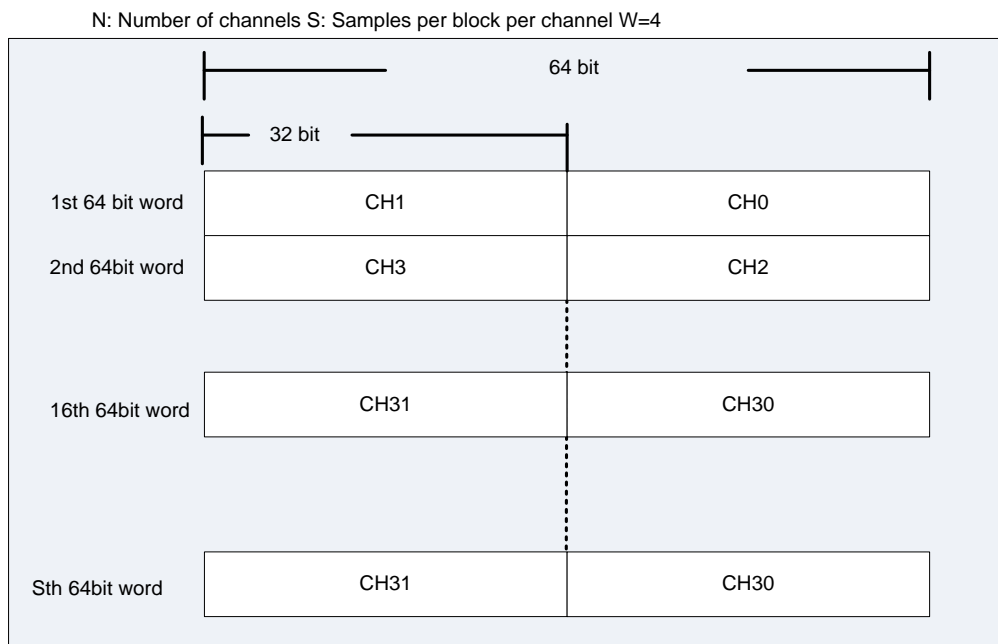 N: Number of channels S: Samples per block per channel W=4
64 bit
32 bit
1st 64 bit word CH1 CH0
2nd 64bit word CH3 CH2
16th 64bit word CH31 CH30
Sth 64bit word CH31 CH30